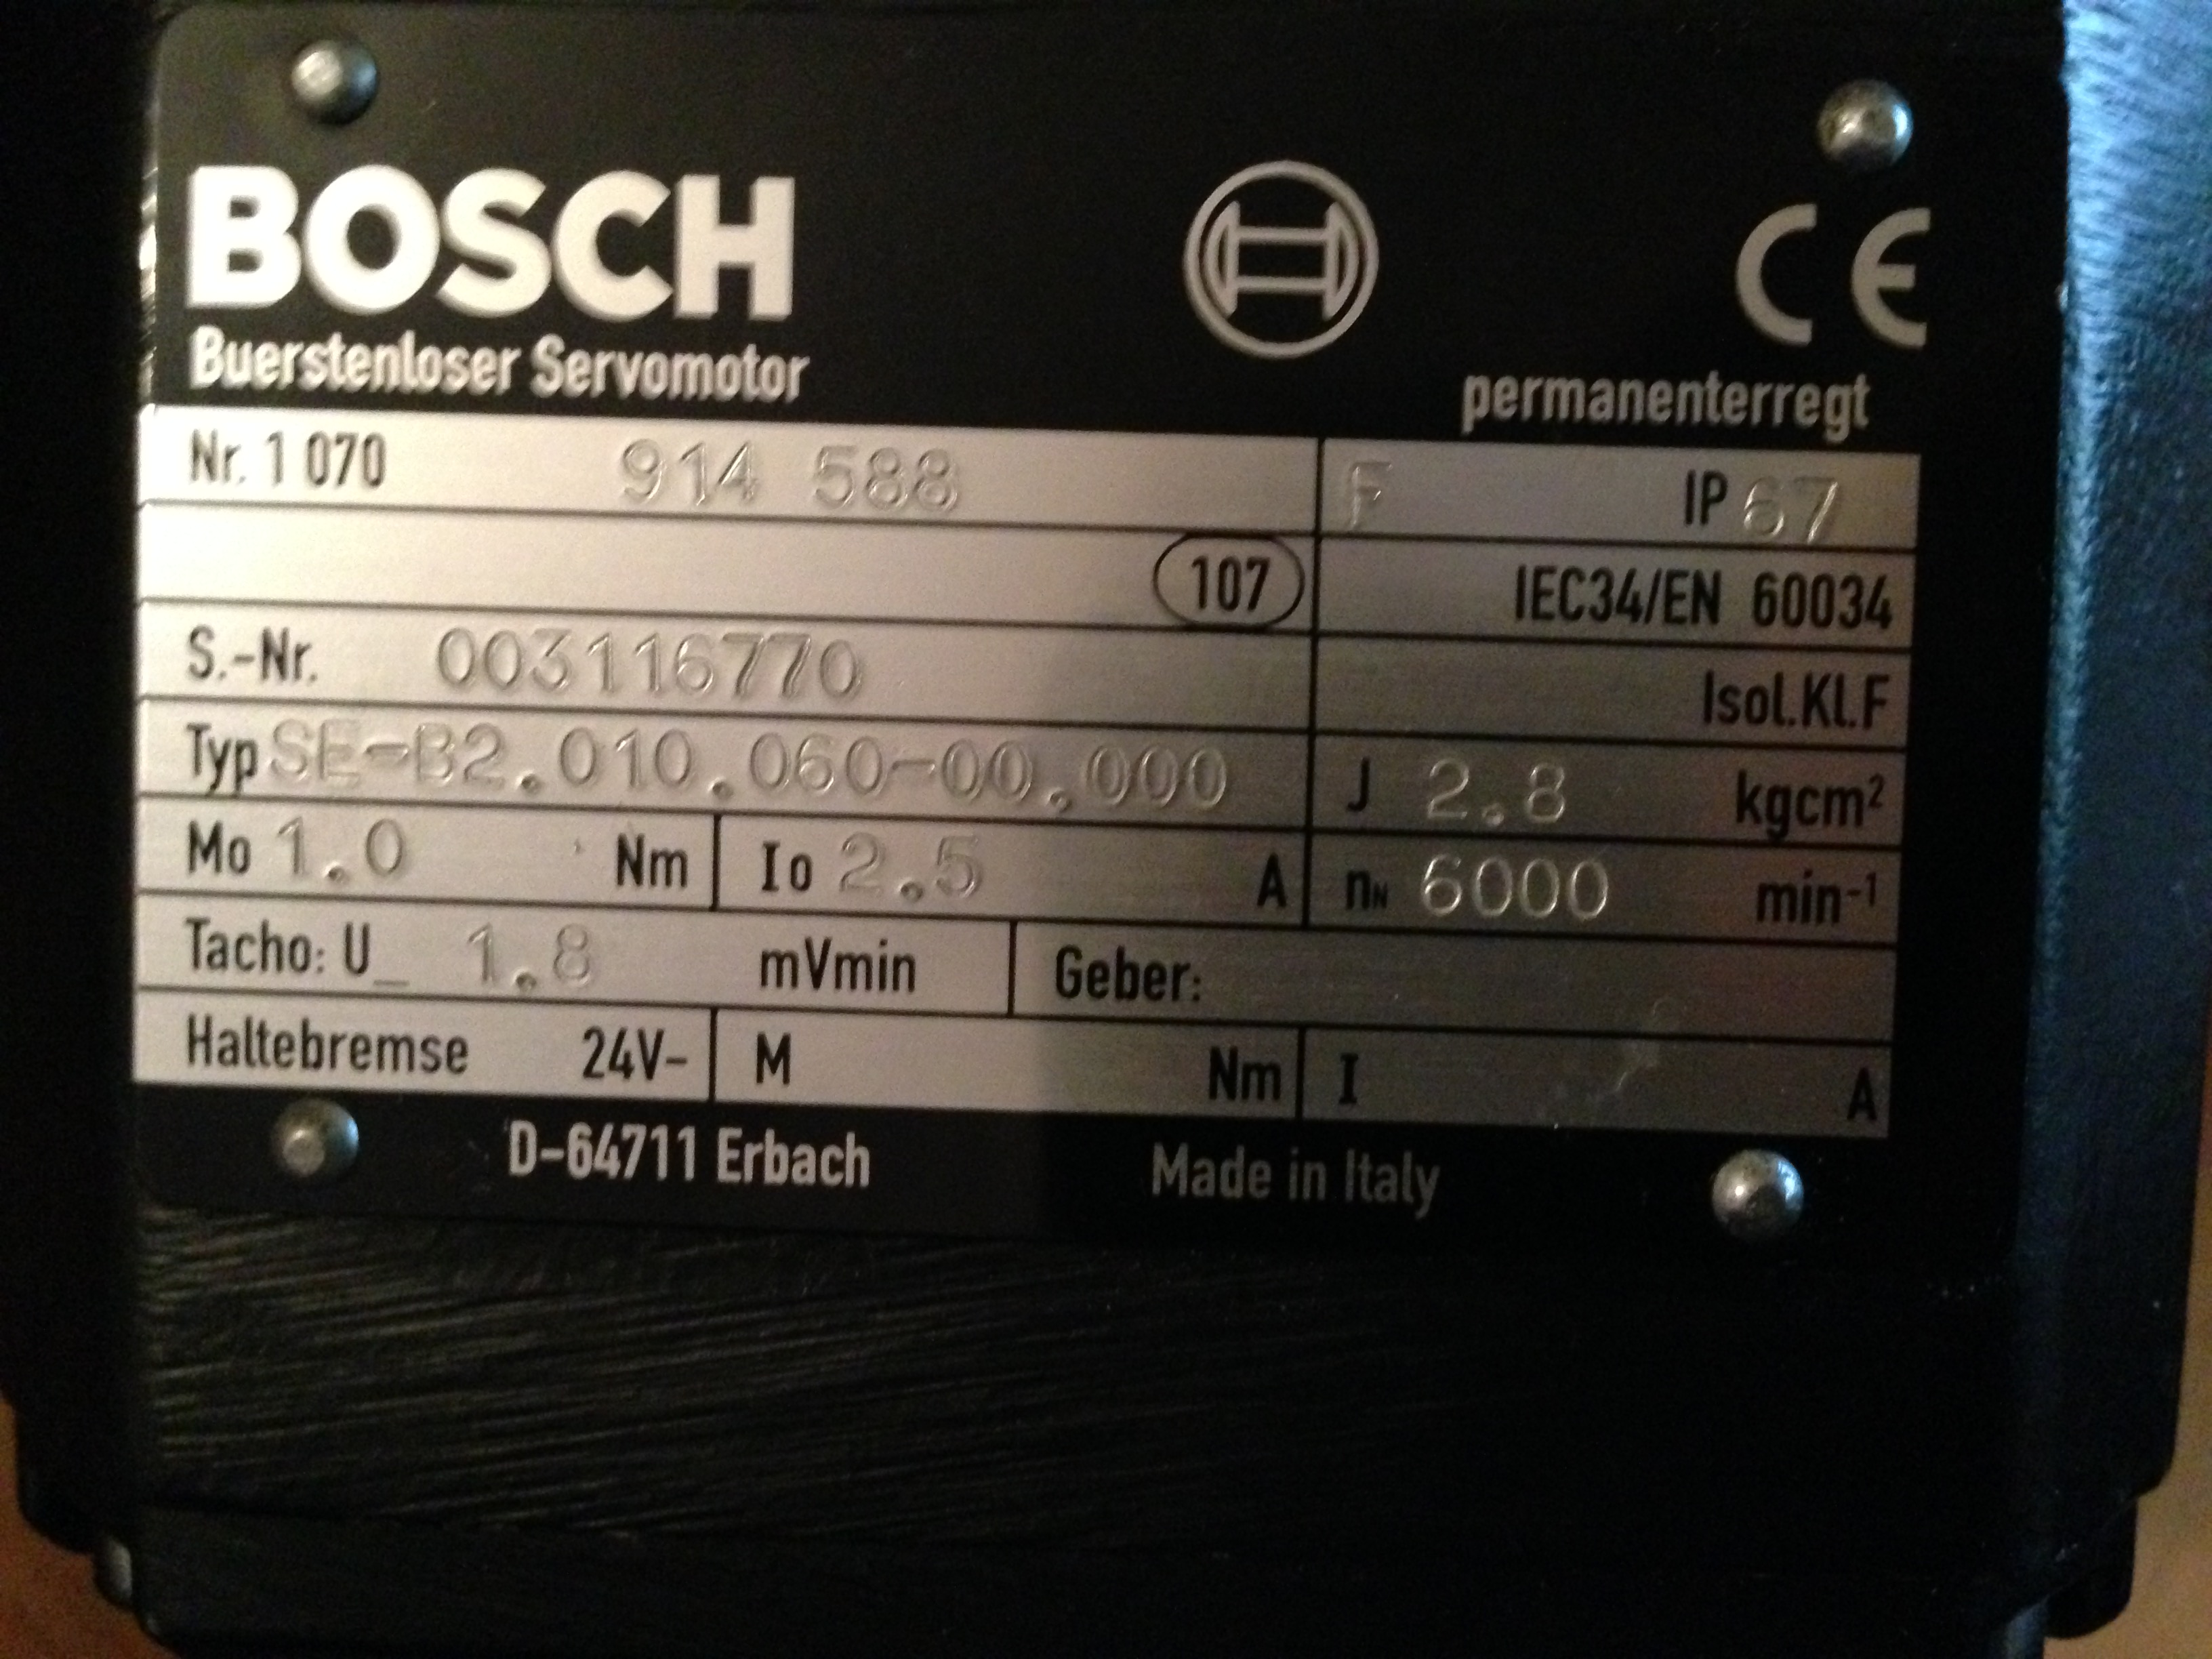 BOSCH
CE
Buerstenloser Servomotor
permanenterregt
Nr. 1 070 914 588
F IP 67
107
IEC34/EN 60034
S.-Nr. 003116770
Isol.Kl.F
Typ SE-B2.010.060-00.000
J 2.8 kgcm²
Mo 1.0 Nm Io 2.5 A
nN 6000 min-1
Tacho: U_ 1.8 mVmin Geber:
Haltebremse 24V- M Nm I A
D-64711 Erbach Made in Italy